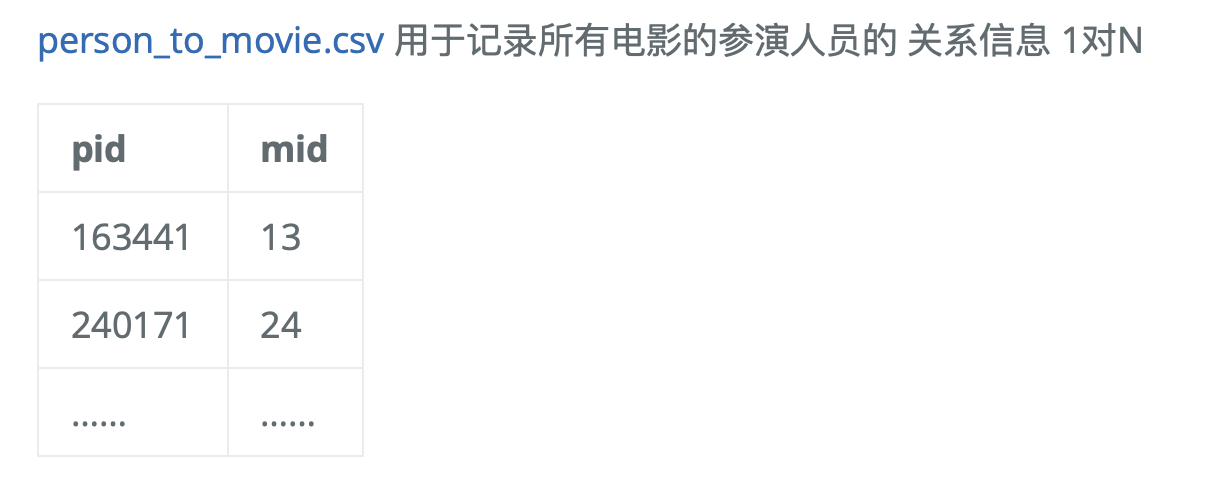 person_to_movie.csv 用于记录所有电影的参演人员的 关系信息 1对N
pid mid
163441 13
240171 24
...... ......